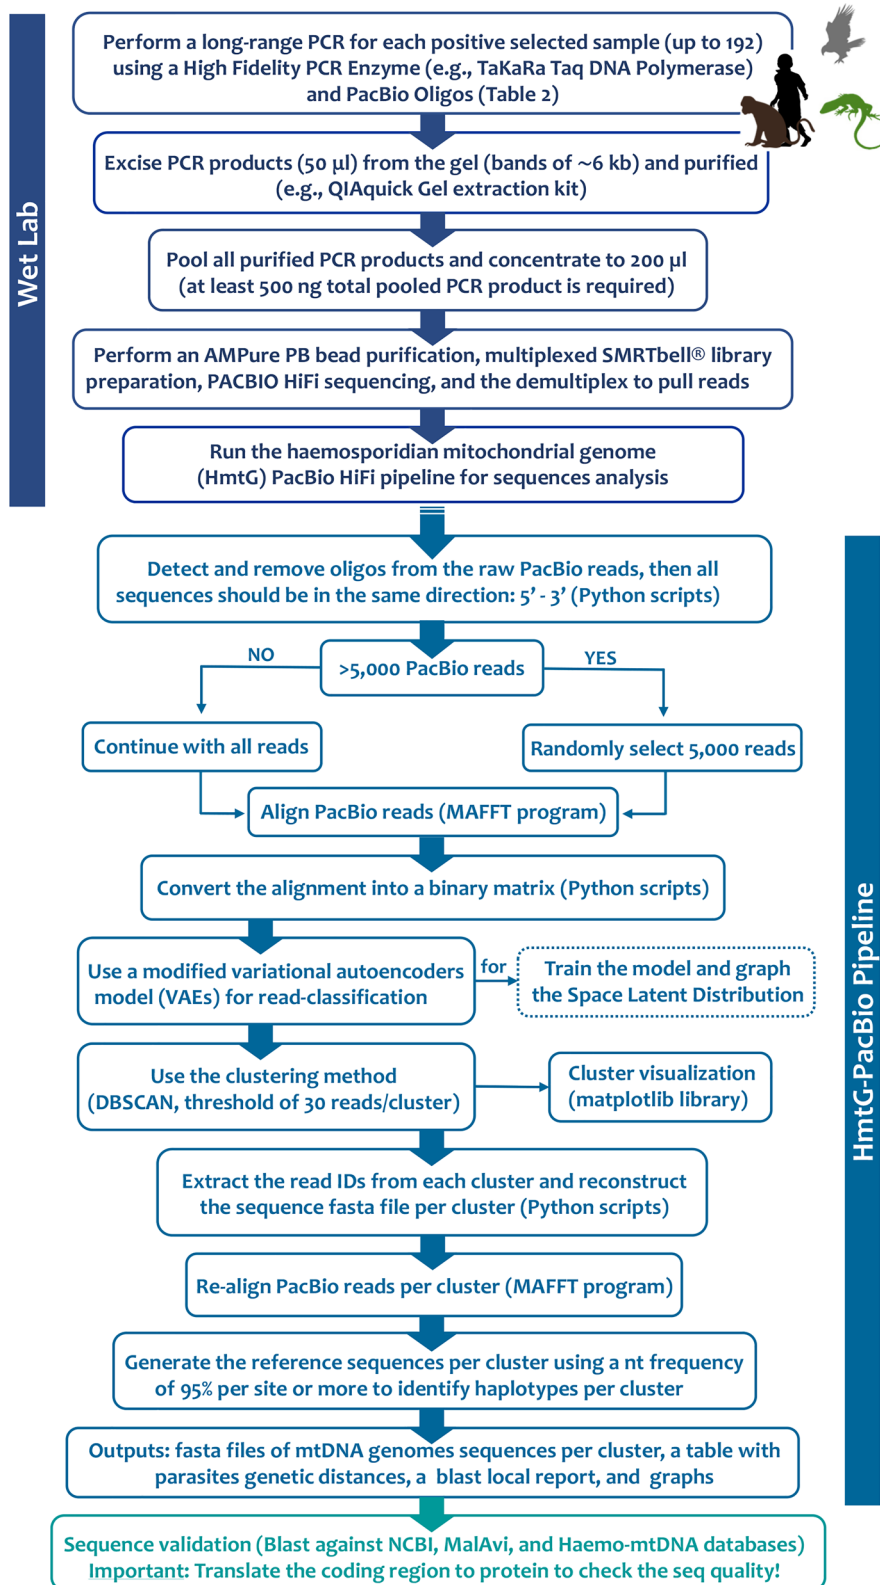 Wet Lab
Perform a long-range PCR for each positive selected sample (up to 192)
using a High Fidelity PCR Enzyme (e.g., TaKaRa Taq DNA Polymerase)
and PacBio Oligos (Table 2)
Excise PCR products (50 µl) from the gel (bands of ~6 kb) and purified
(e.g., QIAquick Gel extraction kit)
Pool all purified PCR products and concentrate to 200 µl
(at least 500 ng total pooled PCR product is required)
Perform an AMPure PB bead purification, multiplexed SMRTbell® library
preparation, PACBIO HiFi sequencing, and the demultiplex to pull reads
Run the haemosporidian mitochondrial genome
(HmtG) PacBio HiFi pipeline for sequences analysis
HmtG-PacBio Pipeline
Detect and remove oligos from the raw PacBio reads, then all
sequences should be in the same direction: 5’ - 3’ (Python scripts)
>5,000 PacBio reads
NO
YES
Continue with all reads
Randomly select 5,000 reads
Align PacBio reads (MAFFT program)
Convert the alignment into a binary matrix (Python scripts)
Use a modified variational autoencoders
model (VAEs) for read-classification
for
Train the model and graph
the Space Latent Distribution
Use the clustering method
(DBSCAN, threshold of 30 reads/cluster)
Cluster visualization
(matplotlib library)
Extract the read IDs from each cluster and reconstruct
the sequence fasta file per cluster (Python scripts)
Re-align PacBio reads per cluster (MAFFT program)
Generate the reference sequences per cluster using a nt frequency
of 95% per site or more to identify haplotypes per cluster
Outputs: fasta files of mtDNA genomes sequences per cluster, a table with
parasites genetic distances, a blast local report, and graphs
Sequence validation (Blast against NCBI, MalAvi, and Haemo-mtDNA databases)
Important: Translate the coding region to protein to check the seq quality!